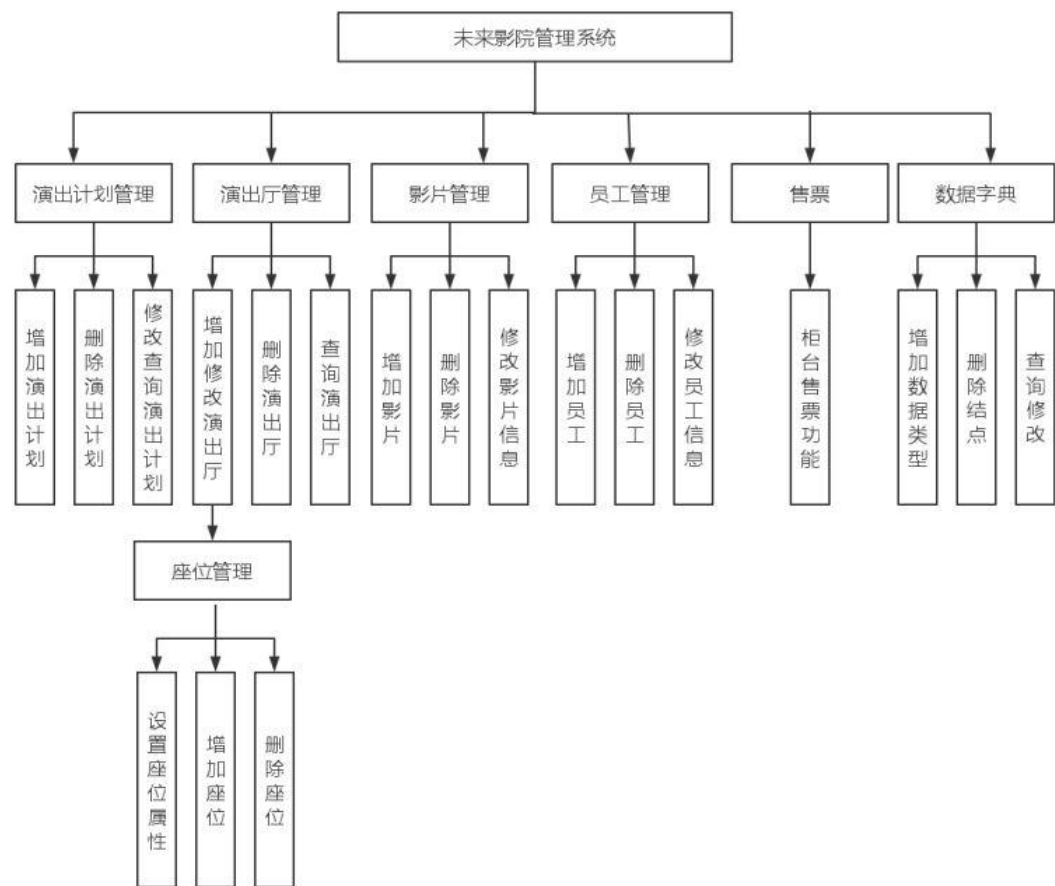 未来影院管理系统
演出计划管理
演出厅管理
影片管理
员工管理
售票
数据字典
增加演出计划
删除演出计划
修改查询演出计划
增加修改演出厅
删除演出厅
查询演出厅
增加影片
删除影片
修改影片信息
增加员工
删除员工
修改员工信息
柜台售票功能
增加数据类型
删除结点
查询修改
座位管理
设置座位属性
增加座位
删除座位